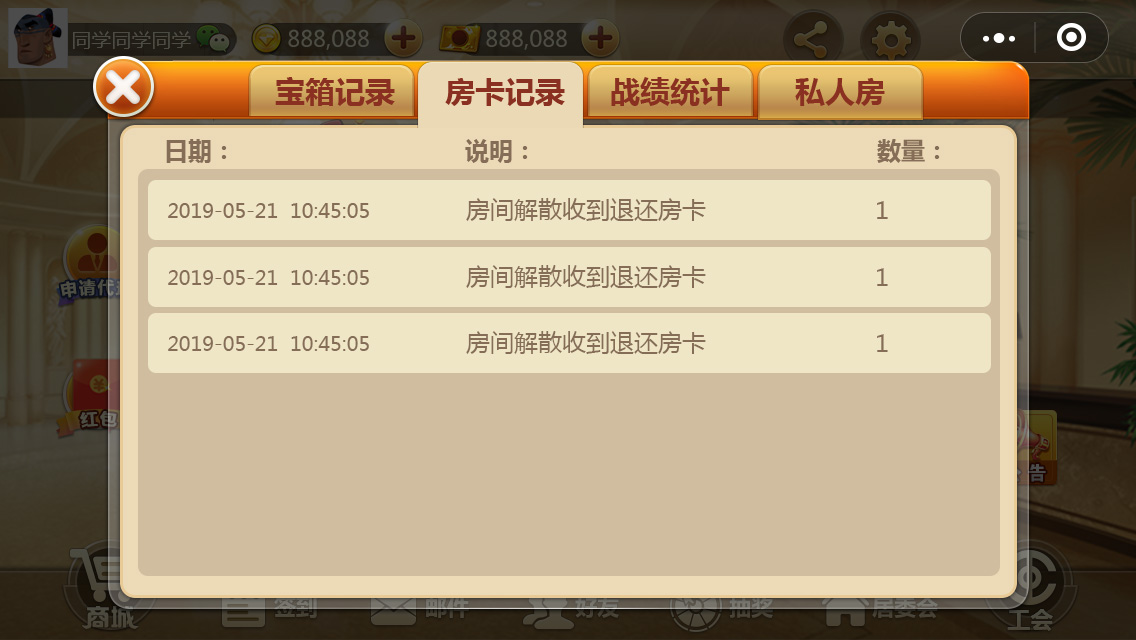 同学同学同学 888,088 888,088
宝箱记录 房卡记录 战绩统计 私人房
日期： 说明： 数量：
2019-05-21 10:45:05 房间解散收到退还房卡 1
2019-05-21 10:45:05 房间解散收到退还房卡 1
2019-05-21 10:45:05 房间解散收到退还房卡 1
申请代
红包
告
商城 签到 邮件 好友 抽奖 居委会 工会